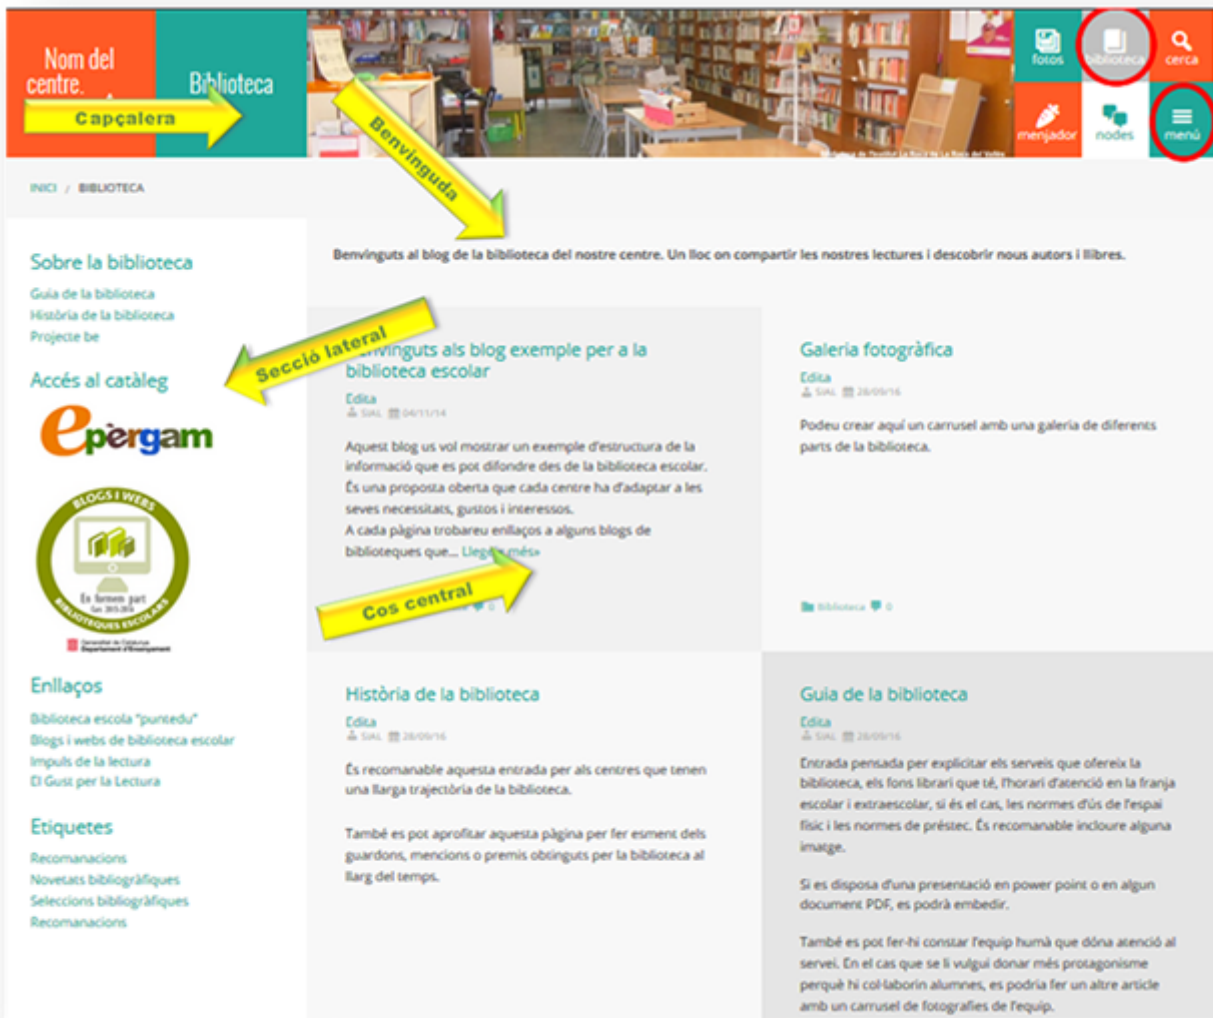 Nom del
centre.
Biblioteca
fotos
biblioteca
cerca
menjador
nodes
menú
Capçalera
Benvinguda
INICI / BIBLIOTECA
Benvinguts al blog de la biblioteca del nostre centre. Un lloc on compartir les nostres lectures i descobrir nous autors i llibres.
Sobre la biblioteca
Guia de la biblioteca
Història de la biblioteca
Projecte be
Accés al catàleg
epèrgam
BLOGS I WEBS
En formem part
Curs 2015-2016
BIBLIOTEQUES ESCOLARS
Generalitat de Catalunya
Departament d'Ensenyament
Enllaços
Biblioteca escola "puntedu"
Blogs i webs de biblioteca escolar
Impuls de la lectura
El Gust per la Lectura
Etiquetes
Recomanacions
Novetats bibliogràfiques
Seleccions bibliogràfiques
Recomanacions
Secció lateral
Benvinguts als blog exemple per a la
biblioteca escolar
Edita
SIAL 04/11/14
Aquest blog us vol mostrar un exemple d'estructura de la
informació que es pot difondre des de la biblioteca escolar.
És una proposta oberta que cada centre ha d'adaptar a les
seves necessitats, gustos i interessos.
A cada pàgina trobareu enllaços a alguns blogs de
biblioteques que... Llegeix més»
Cos central
0
Galeria fotogràfica
Edita
SIAL 28/09/16
Podeu crear aquí un carrusel amb una galeria de diferents
parts de la biblioteca.
Biblioteca 0
Història de la biblioteca
Edita
SIAL 28/09/16
És recomanable aquesta entrada per als centres que tenen
una llarga trajectòria de la biblioteca.
També es pot aprofitar aquesta pàgina per fer esment dels
guardons, mencions o premis obtinguts per la biblioteca al
llarg del temps.
Guia de la biblioteca
Edita
SIAL 28/09/16
Entrada pensada per explicitar els serveis que ofereix la
biblioteca, els fons librari que té, l'horari d'atenció en la franja
escolar i extraescolar, si és el cas, les normes d'ús de l'espai
físic i les normes de préstec. És recomanable incloure alguna
imatge.
Si es disposa d'una presentació en power point o en algun
document PDF, es podrà embedir.
També es pot fer-hi constar l'equip humà que dóna atenció al
servei. En el cas que se li vulgui donar més protagonisme
perquè hi col·laborin alumnes, es podria fer un altre article
amb un carrusel de fotografies de l'equip.